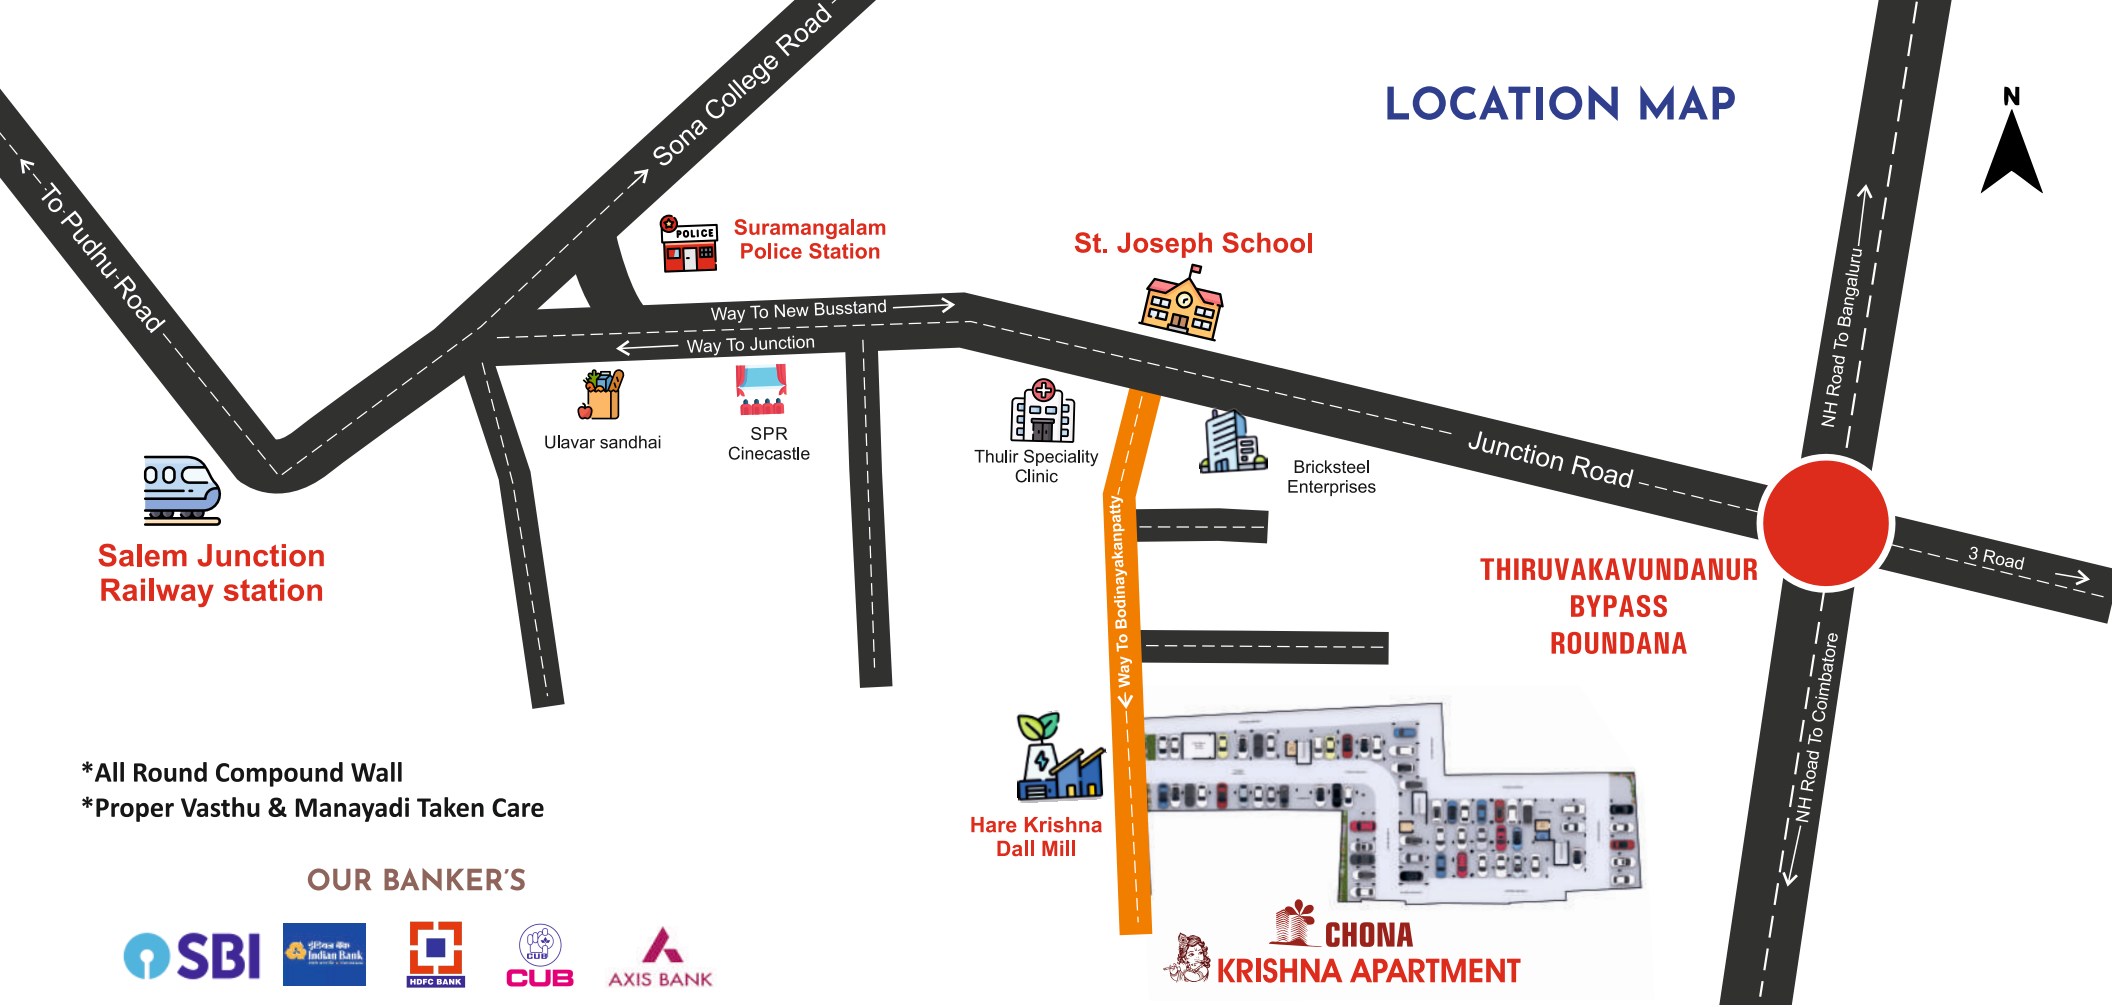 LOCATION MAP
N
Sona College Road
To Pudhu Road
POLICE
Suramangalam
Police Station
St. Joseph School
Way To New Busstand
Way To Junction
NH Road To Bangaluru
Ulavar sandhai
SPR
Cinecastle
Thulir Speciality
Clinic
Bricksteel
Enterprises
Junction Road
Salem Junction
Railway station
Way To Bodinayakanpatty
THIRUVAKAVUNDANUR
BYPASS
ROUNDANA
3 Road
NH Road To Coimbatore
*All Round Compound Wall
*Proper Vasthu & Manayadi Taken Care
Hare Krishna
Dall Mill
OUR BANKER'S
SBI
इंडियन बैंक
Indian Bank
HDFC BANK
CUB
CUB
AXIS BANK
CHONA
KRISHNA APARTMENT